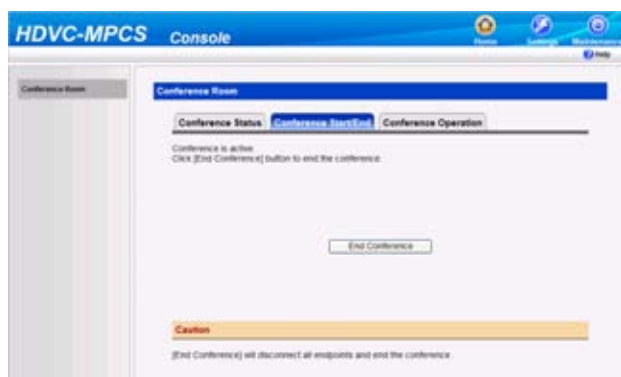 HDVC-MPCS Console
Home Settings Maintenance
Help
Conference Room
Conference Room
Conference Status Conference Start/End Conference Operation
Conference is active.
Click [End Conference] button to end the conference.
End Conference
Caution
[End Conference] will disconnect all endpoints and end the conference.